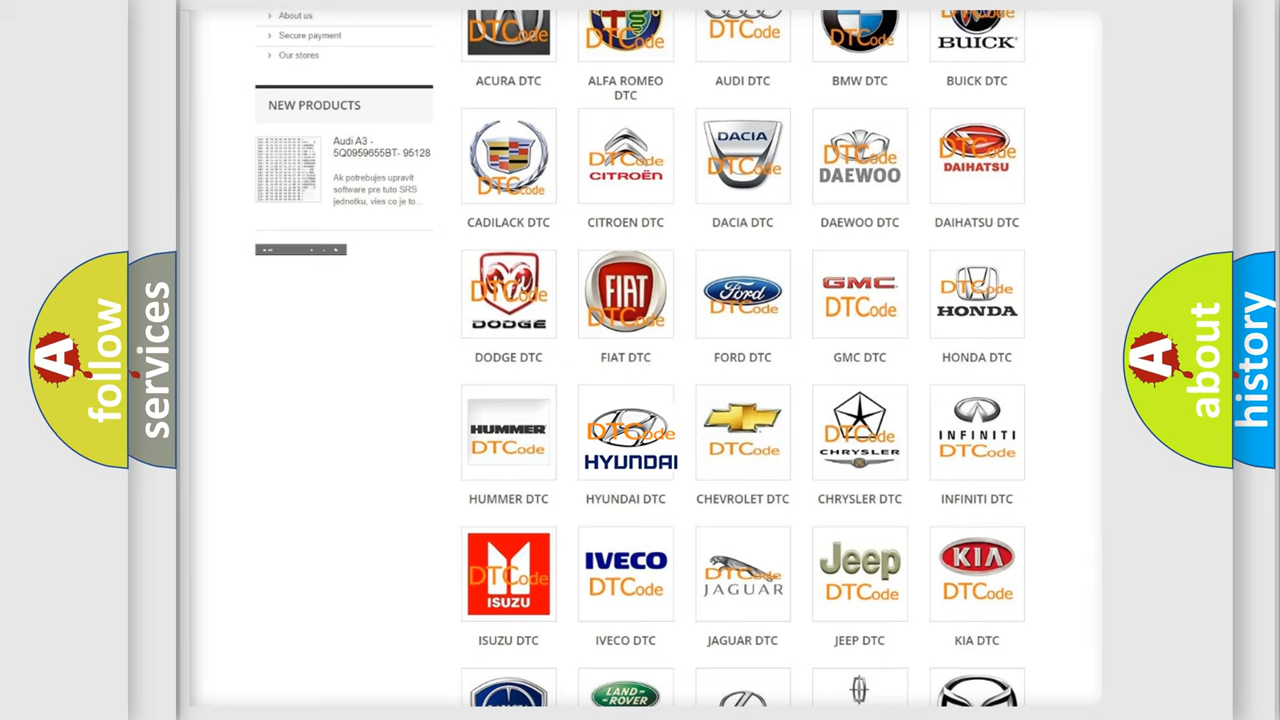 About us
Secure payment
Our stores
NEW PRODUCTS
Audi A3 -
5Q0959655BT- 95128
Ak potrebujes upravit
software pre tuto SRS
jednotku, vies co je to...
DTCode
DTCode
DTCode
DTCode
BUICK
ACURA DTC
ALFA ROMEO
DTC
AUDI DTC
BMW DTC
BUICK DTC
DTCode
DTCode
CITROËN
DACIA
DTCode
DTCode
DAEWOO
DTCode
DAIHATSU
CADILACK DTC
CITROEN DTC
DACIA DTC
DAEWOO DTC
DAIHATSU DTC
DTCode
DODGE
FIAT
DTCode
Ford
DTCode
GMC
DTCode
DTCode
HONDA
DODGE DTC
FIAT DTC
FORD DTC
GMC DTC
HONDA DTC
HUMMER
DTCode
DTCode
HYUNDAI
DTCode
DTCode
CHRYSLER
INFINITI
DTCode
HUMMER DTC
HYUNDAI DTC
CHEVROLET DTC
CHRYSLER DTC
INFINITI DTC
DTCode
ISUZU
IVECO
DTCode
DTCode
JAGUAR
Jeep
DTCode
KIA
DTCode
ISUZU DTC
IVECO DTC
JAGUAR DTC
JEEP DTC
KIA DTC
LAND-
ROVER
A
follow
services
A
about
history